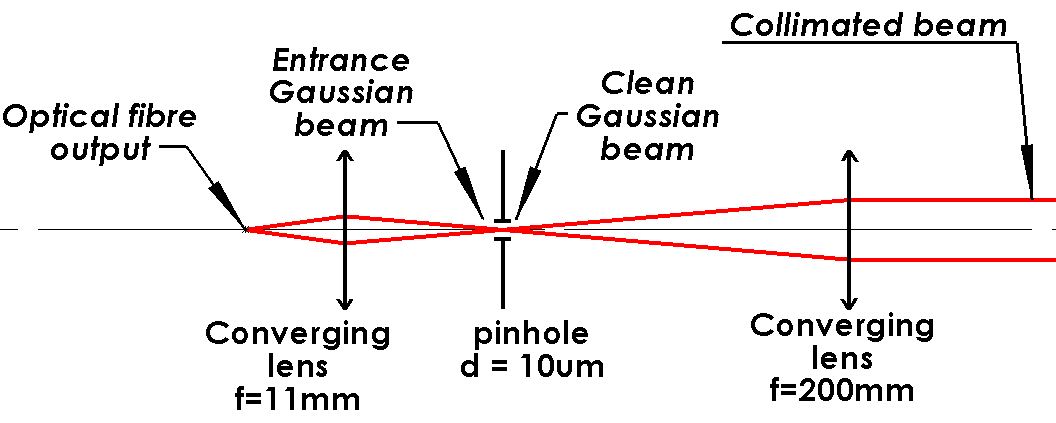 Collimated beam
Entrance
Gaussian
beam
Clean
Gaussian
beam
Optical fibre
output
Converging
lens
f=11mm
pinhole
d = 10um
Converging
lens
f=200mm